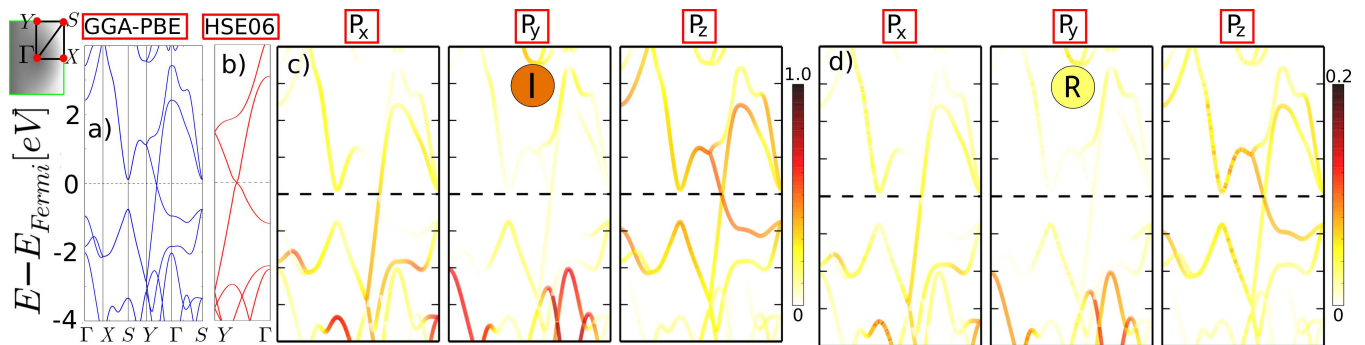 Y S
Γ X
GGA-PBE HSE06 Px Py Pz Px Py Pz
a) b) c) I d) R
E−E_Fermi[eV]
2
0
-2
-4
Γ X S Y Γ S Y Γ
1.0
0
0.2
0